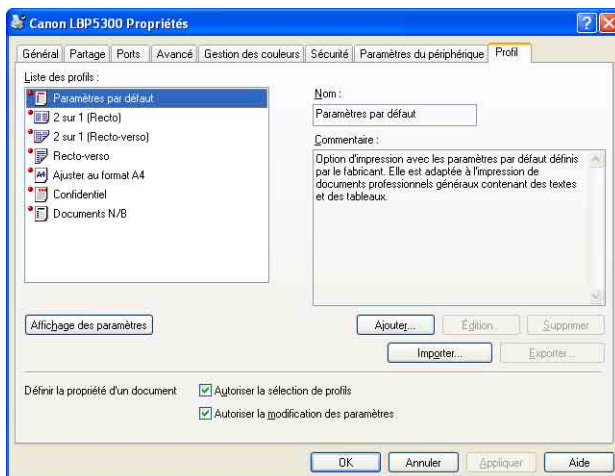 Canon LBP5300 Propriétés
Général Partage Ports Avancé Gestion des couleurs Sécurité Paramètres du périphérique Profil
Liste des profils :
Paramètres par défaut
2 sur 1 (Recto)
2 sur 1 (Recto-verso)
Recto-verso
Ajuster au format A4
Confidentiel
Documents N/B
Nom :
Paramètres par défaut
Commentaire :
Option d'impression avec les paramètres par défaut définis
par le fabricant. Elle est adaptée à l'impression de
documents professionnels généraux contenant des textes
et des tableaux.
Affichage des paramètres
Ajouter... Édition... Supprimer
Importer... Exporter...
Définir la propriété d'un document
Autoriser la sélection de profils
Autoriser la modification des paramètres
OK Annuler Appliquer Aide